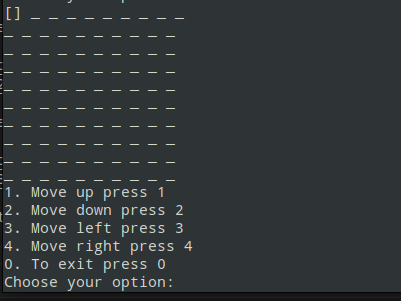 [] _ _ _ _ _ _ _ _ _
_ _ _ _ _ _ _ _ _ _
_ _ _ _ _ _ _ _ _ _
_ _ _ _ _ _ _ _ _ _
_ _ _ _ _ _ _ _ _ _
_ _ _ _ _ _ _ _ _ _
_ _ _ _ _ _ _ _ _ _
_ _ _ _ _ _ _ _ _ _
_ _ _ _ _ _ _ _ _ _
_ _ _ _ _ _ _ _ _ _
1. Move up press 1
2. Move down press 2
3. Move left press 3
4. Move right press 4
0. To exit press 0
Choose your option: